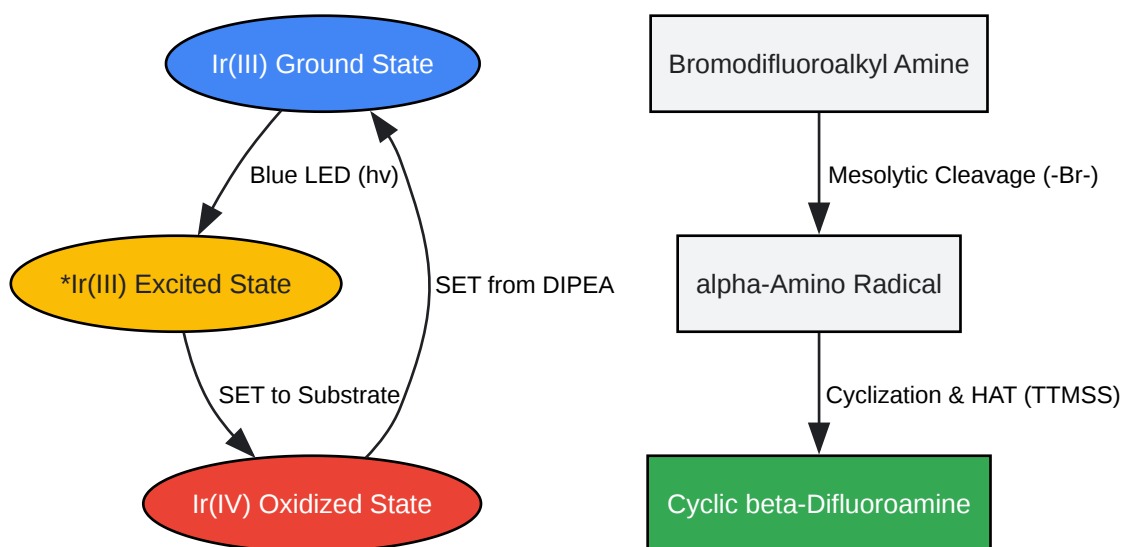 Ir(III) Ground State
Bromodifluoroalkyl Amine
Blue LED (hv)
Mesolytic Cleavage (-Br-)
*Ir(III) Excited State
SET from DIPEA
alpha-Amino Radical
SET to Substrate
Cyclization & HAT (TTMSS)
Ir(IV) Oxidized State
Cyclic beta-Difluoroamine